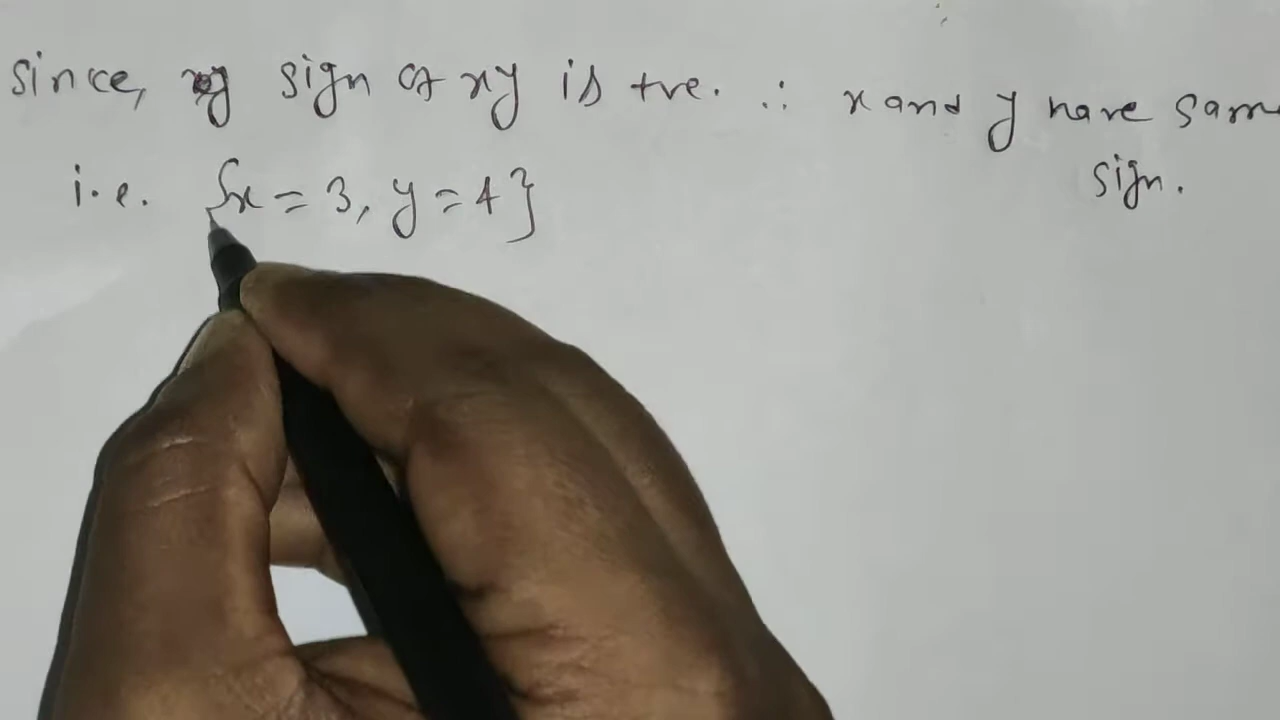 since, sign of xy is +ve. ∴ x and y have same
sign.
i.e. {x = 3, y = 4}